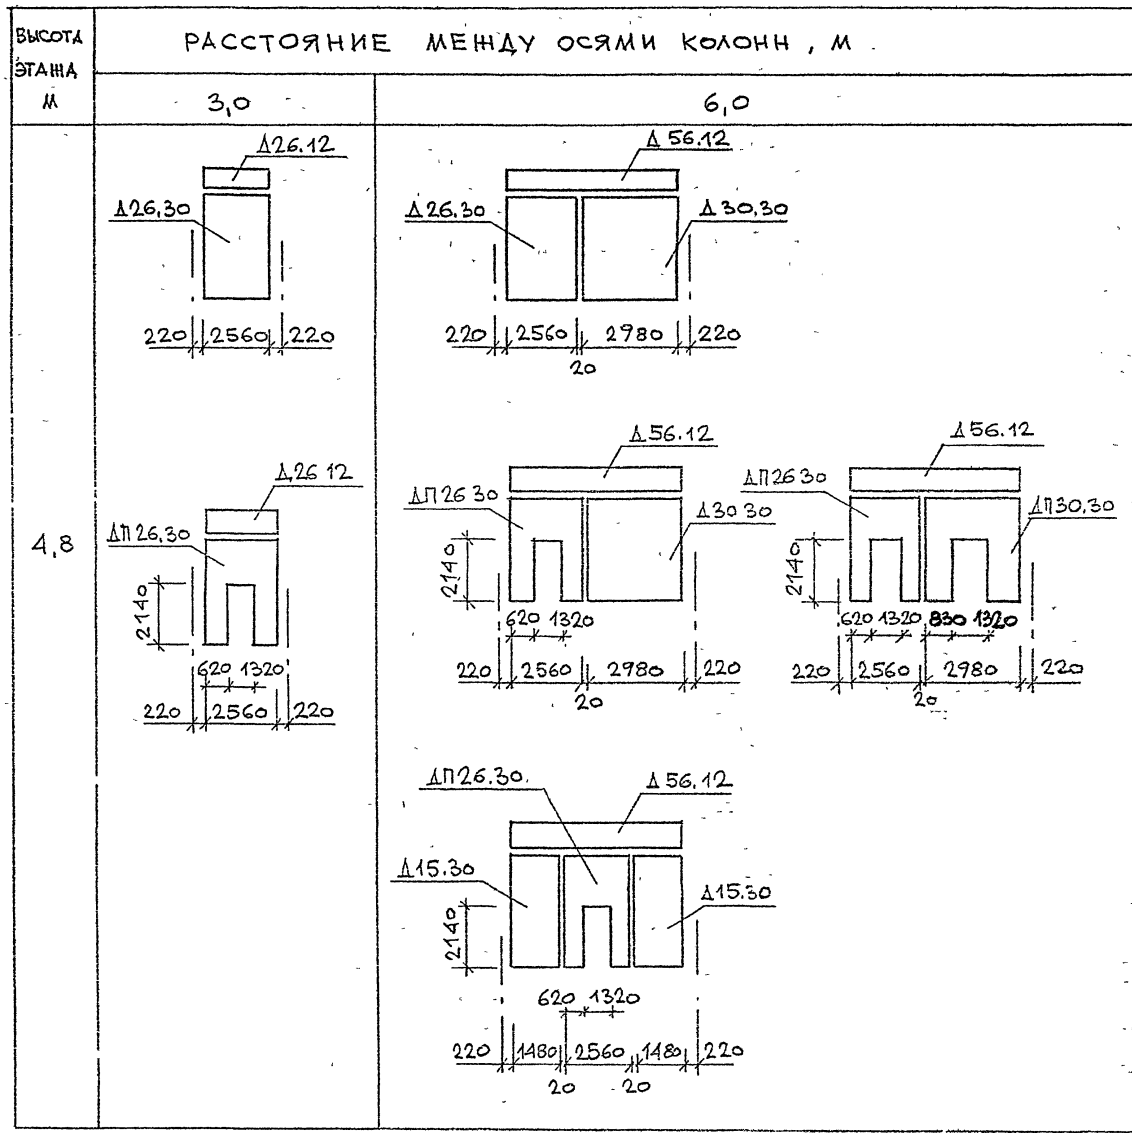 ВЫСОТА
ЭТАЖА
М
РАССТОЯНИЕ МЕЖДУ ОСЯМИ КОЛОНН, М
3,0
6,0
4,8
Д26.12
Д26.30
220 2560 220
Д 56.12
Д26.30
Д30.30
220 2560 2980 220
20
Д.26 12
ДП26.30
2140
620 1320
220 2560 220
Д56.12
ДП26 30
Д30 30
2140
620 1320
220 2560 2980 220
20
Д56.12
ДП26 30
ДП30.30
2140
620 1320 830 1320
220 2560 2980 220
20
ДП26.30
Д 56.12
Д15.30
Д15.30
2140
620 1320
220 1480 2560 1480 220
20 20